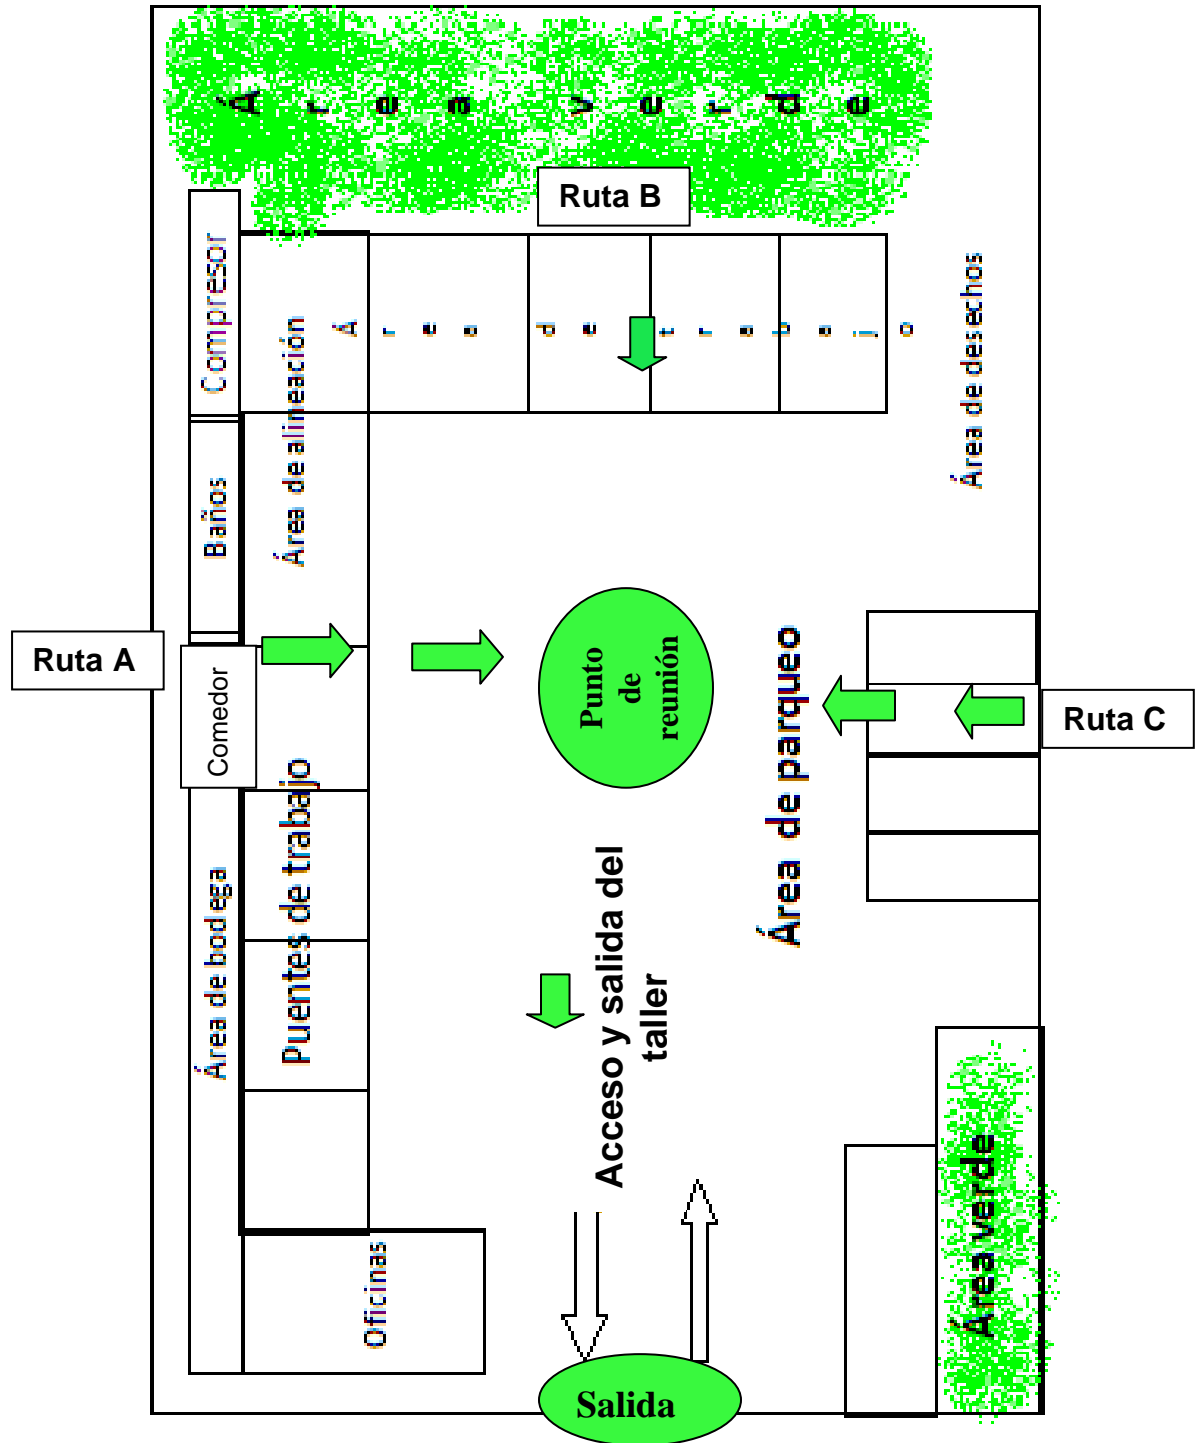 Área verde
Ruta B
Compresor
Área de alineación
Área de trabajo
Área de desechos
Baños
Ruta A
Comedor
Punto
de
reunión
Área de parqueo
Ruta C
Área de bodega
Puentes de trabajo
Acceso y salida del
taller
Área verde
Oficinas
Salida